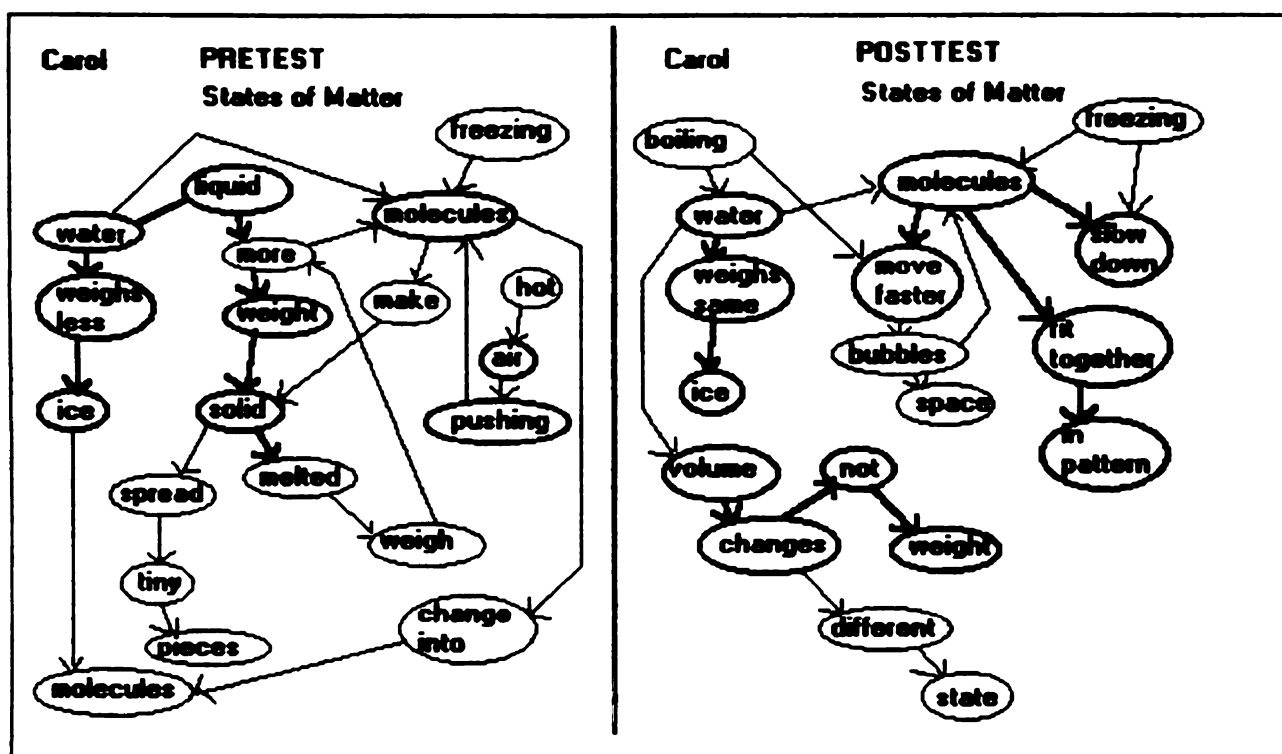 Carol PRETEST
States of Matter
freezing
liquid
molecules
water
more
hot
weighs
less
make
weight
air
ice
solid
pushing
melted
spread
weigh
tiny
change
into
pieces
molecules
Carol POSTTEST
States of Matter
freezing
boiling
molecules
water
slow
down
weighs
same
move
faster
fit
together
bubbles
ice
space
in
pattern
volume
not
changes
weight
different
state